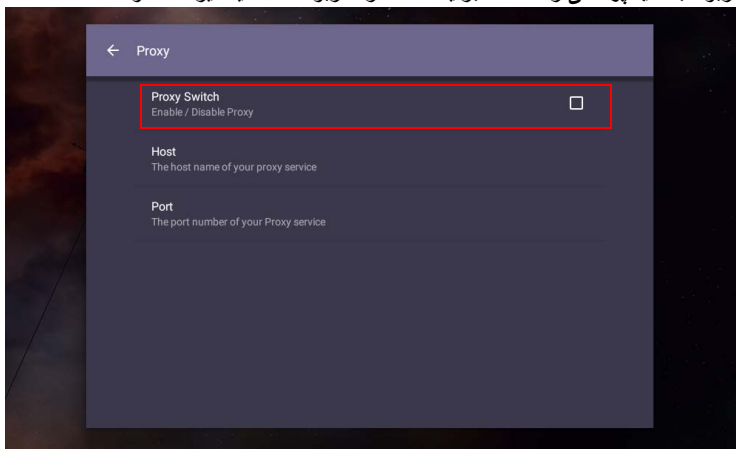 Proxy
Proxy Switch
Enable / Disable Proxy
Host
The host name of your proxy service
Port
The port number of your Proxy service